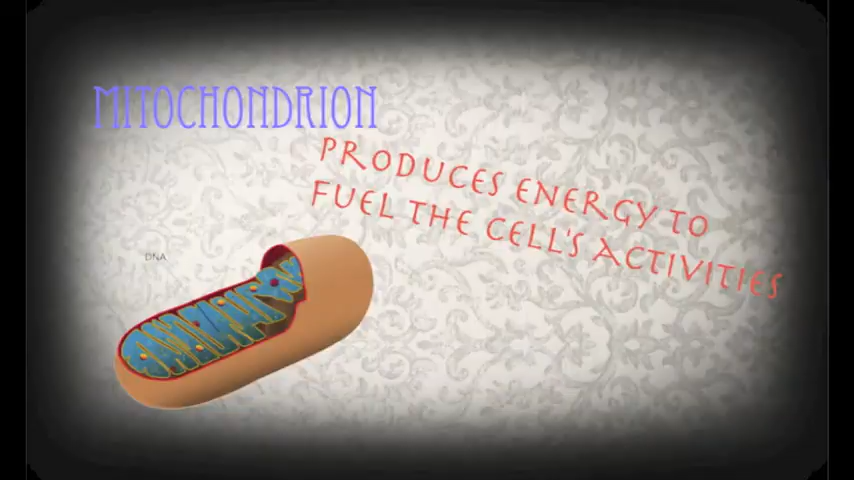 MITOCHONDRION
PRODUCES ENERGY TO
FUEL THE CELL'S ACTIVITIES
DNA